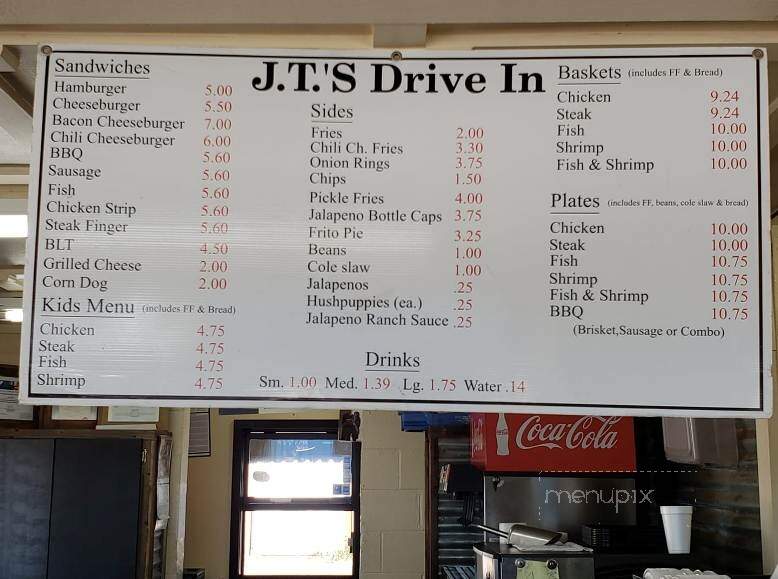 J.T.'S Drive In
Sandwiches
Hamburger 5.00
Cheeseburger 5.50
Bacon Cheeseburger 7.00
Chili Cheeseburger 6.00
BBQ 5.60
Sausage 5.60
Fish 5.60
Chicken Strip 5.60
Steak Finger 5.60
BLT 4.50
Grilled Cheese 2.00
Corn Dog 2.00
Kids Menu (includes FF & Bread)
Chicken 4.75
Steak 4.75
Fish 4.75
Shrimp 4.75
Sides
Fries 2.00
Chili Ch. Fries 3.30
Onion Rings 3.75
Chips 1.50
Pickle Fries 4.00
Jalapeno Bottle Caps 3.75
Frito Pie 3.25
Beans 1.00
Cole slaw 1.00
Jalapenos .25
Hushpuppies (ea.) .25
Jalapeno Ranch Sauce .25
Drinks
Sm. 1.00 Med. 1.39 Lg. 1.75 Water .14
Baskets (includes FF & Bread)
Chicken 9.24
Steak 9.24
Fish 10.00
Shrimp 10.00
Fish & Shrimp 10.00
Plates (includes FF, beans, cole slaw & bread)
Chicken 10.00
Steak 10.00
Fish 10.75
Shrimp 10.75
Fish & Shrimp 10.75
BBQ 10.75
(Brisket,Sausage or Combo)
Coca-Cola
menupix